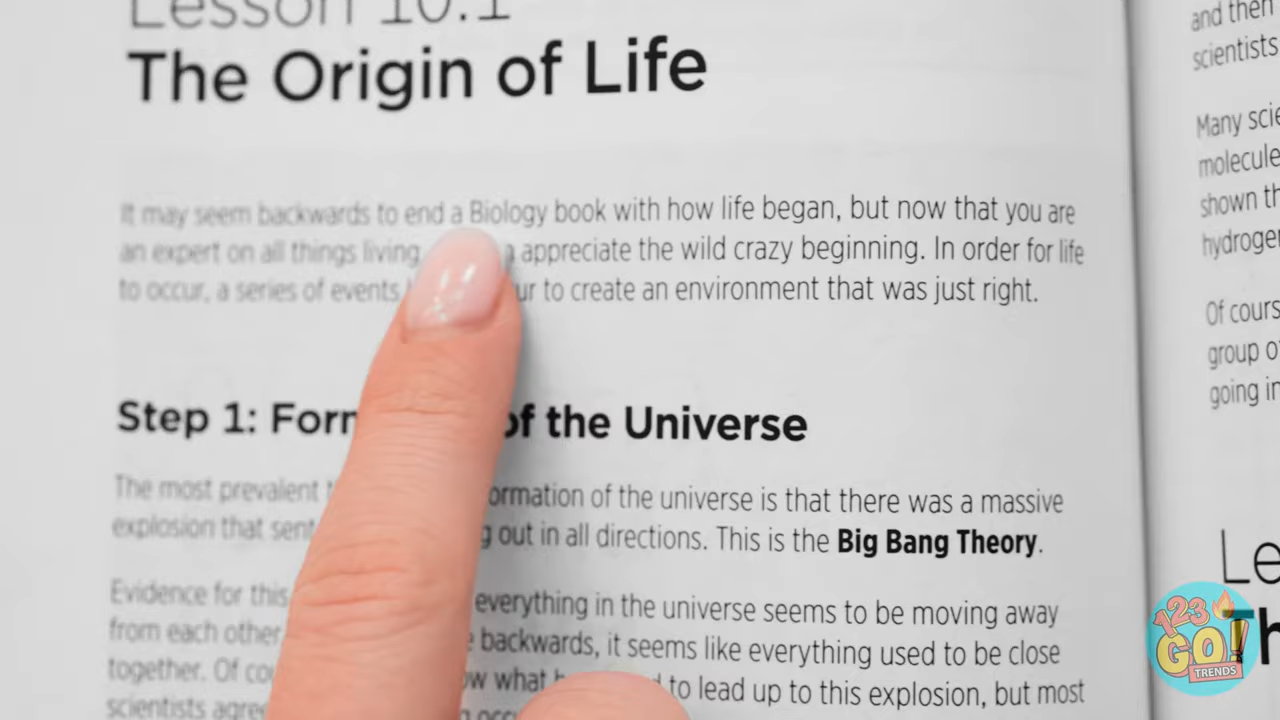 Lesson 10.1
The Origin of Life
It may seem backwards to end a Biology book with how life began, but now that you are
an expert on all things living a appreciate the wild crazy beginning. In order for life
to occur, a series of events ur to create an environment that was just right.
Step 1: Form of the Universe
The most prevalent ormation of the universe is that there was a massive
explosion that sent g out in all directions. This is the Big Bang Theory.
Evidence for this everything in the universe seems to be moving away
from each other backwards, it seems like everything used to be close
together. Of cou ow what to lead up to this explosion, but most
scientists agre
and then
scientists
Many scie
molecule
shown th
hydroge
Of cours
group o
going in
Le
Th
123
GO!
TRENDS